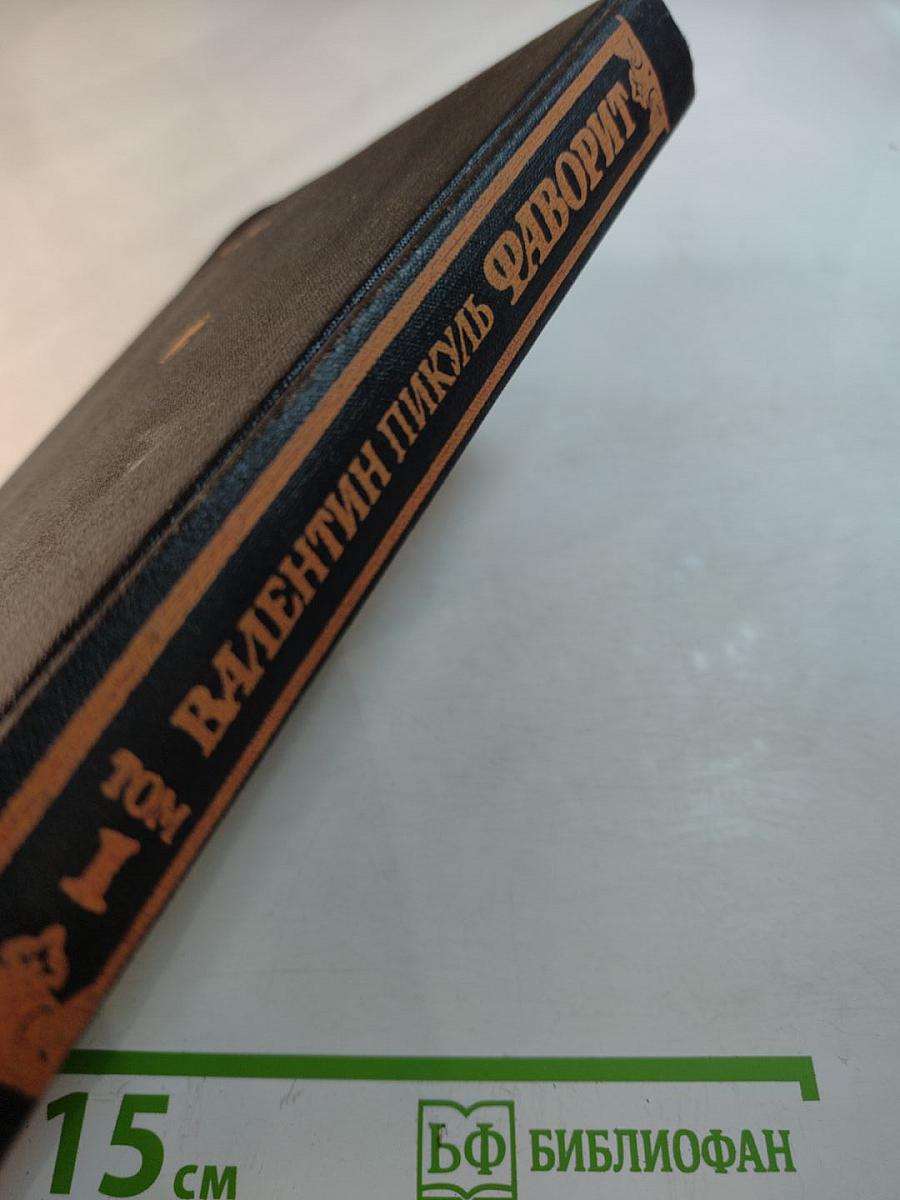 ФАВОРИТ
ВАЛЕНТИН ПИКУЛЬ
ТОМ
1
15 см
БФ БИБЛИОФАН